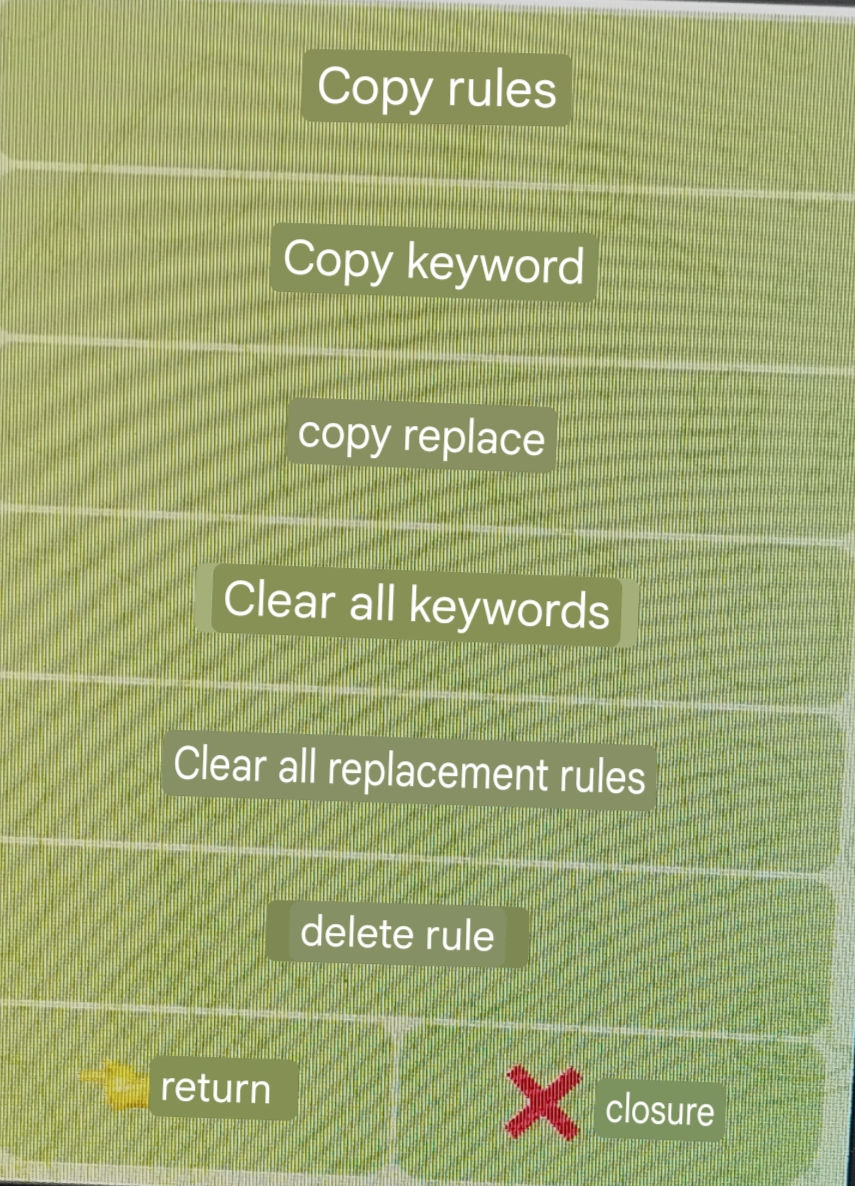 Copy rules
Copy keyword
copy replace
Clear all keywords
Clear all replacement rules
delete rule
return
closure